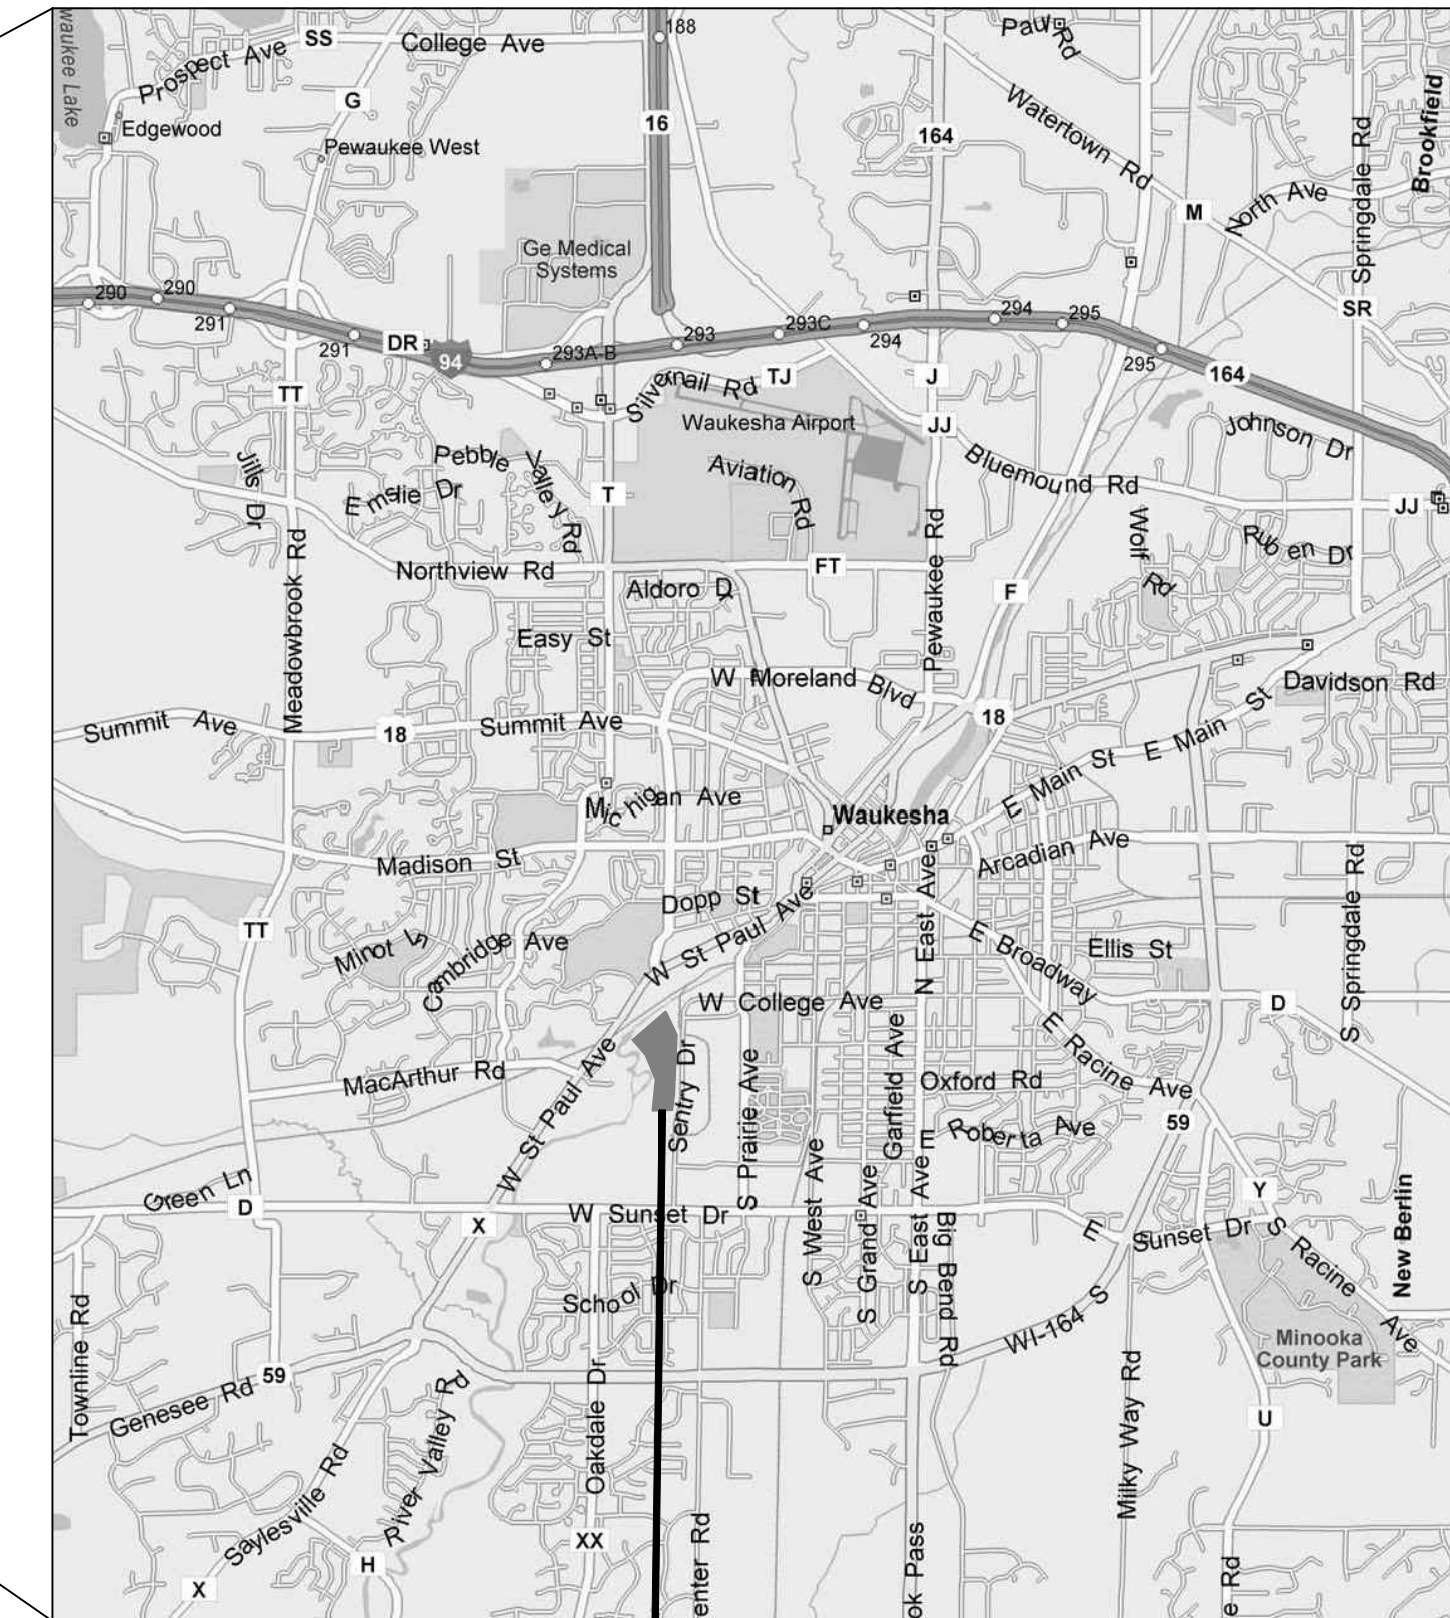 188
Paul Rd
SS
College Ave
Prospect Ave
waukee Lake
G
16
Watertown Rd
164
Brookfield
Edgewood
Pewaukee West
Springdale Rd
North Ave
M
Ge Medical
Systems
290
290
291
291
DR
94
293A-B
293
293C
294
294
295
295
SR
164
TT
Silvernail Rd
TJ
J
Waukesha Airport
JJ
Johnson Dr
Bluemound Rd
JJ
Jills Dr
Pebble Valley Rd
Emslie Dr
T
Aviation Rd
Wolf Rd
Ruben Dr
Meadowbrook Rd
Northview Rd
FT
Pewaukee Rd
F
Aldoro D
Easy St
W Moreland Blvd
Davidson Rd
Summit Ave
18
Summit Ave
18
E Main St
E Main St
Michigan Ave
Waukesha
Madison St
Arcadian Ave
Dopp St
N East Ave
S Springdale Rd
TT
Minot Ln
Cambridge Ave
W St Paul Ave
E Broadway
Ellis St
W College Ave
D
E Racine Ave
MacArthur Rd
W St Paul Ave
Sentry Dr
S Prairie Ave
Garfield Ave
Oxford Rd
59
Roberta Ave
E
Green Ln
D
X
W Sunset Dr
S West Ave
S Grand Ave
S East Ave
Big Bend Rd
E Sunset Dr
Y
S Racine Ave
New Berlin
School Dr
WI-164 S
Minooka
County Park
Townline Rd
59
Genesee Rd
River Valley Rd
Oakdale Dr
Milky Way Rd
U
Saylesville Rd
XX
H
X
enter Rd
ok Pass
e Rd